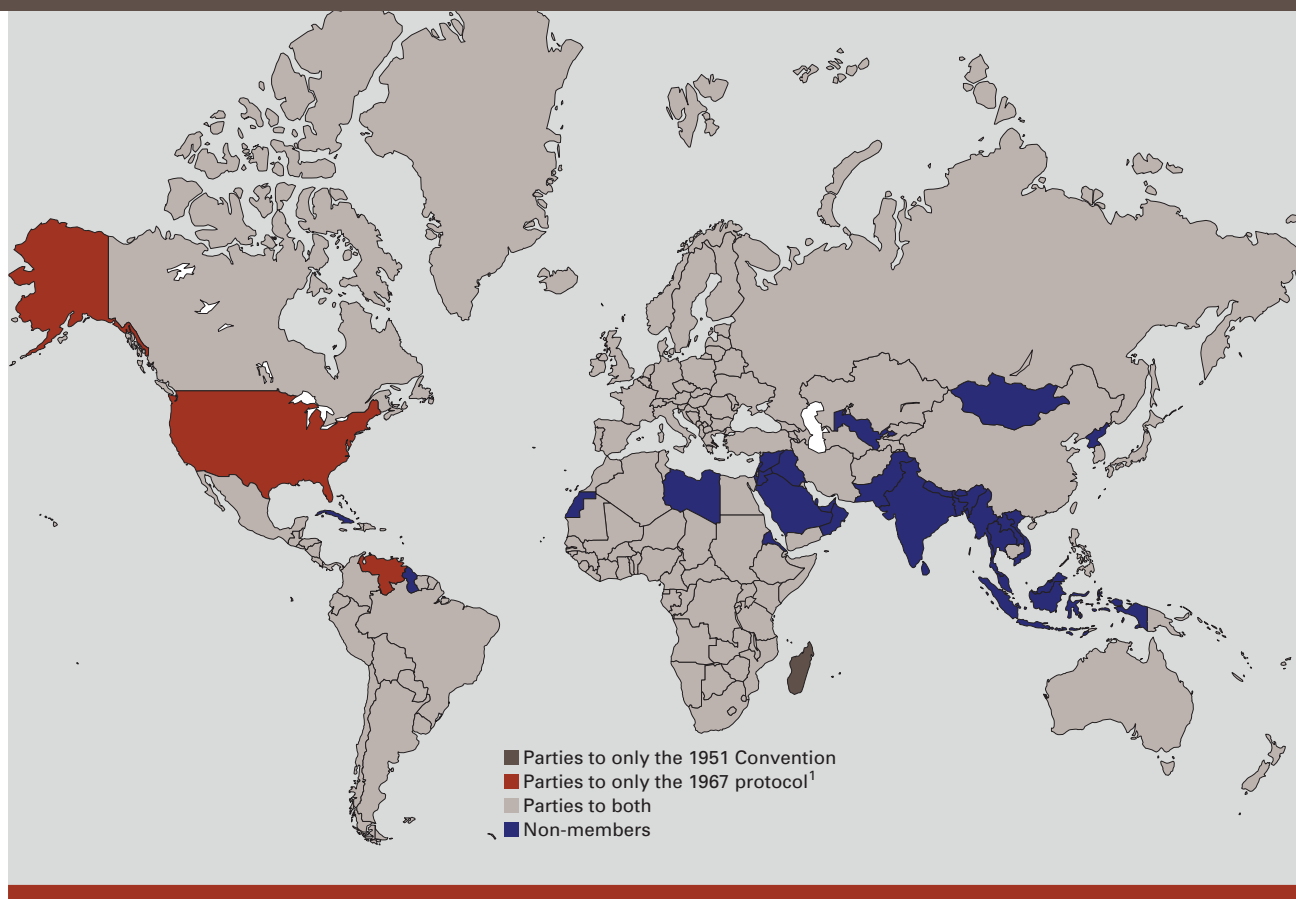 Parties to only the 1951 Convention
Parties to only the 1967 protocol¹
Parties to both
Non-members